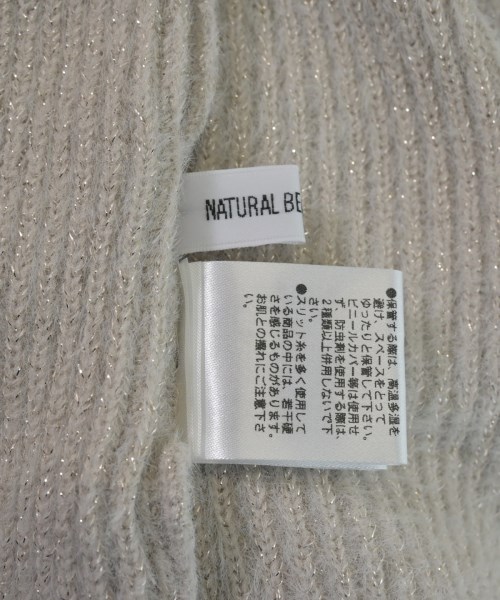 NATURAL BE
●保管する際は、高温多湿を
避け、スペースをとって
ゆったりと保管して下さい。
ビニールカバー等は使用せ
ず、防虫剤を使用する際は、
2種類以上併用しないで下
さい。
●スリット糸を多く使用して
いる商品の中には、若干硬
さを感じるものがあります。
お肌との擦れにご注意下さ
い。